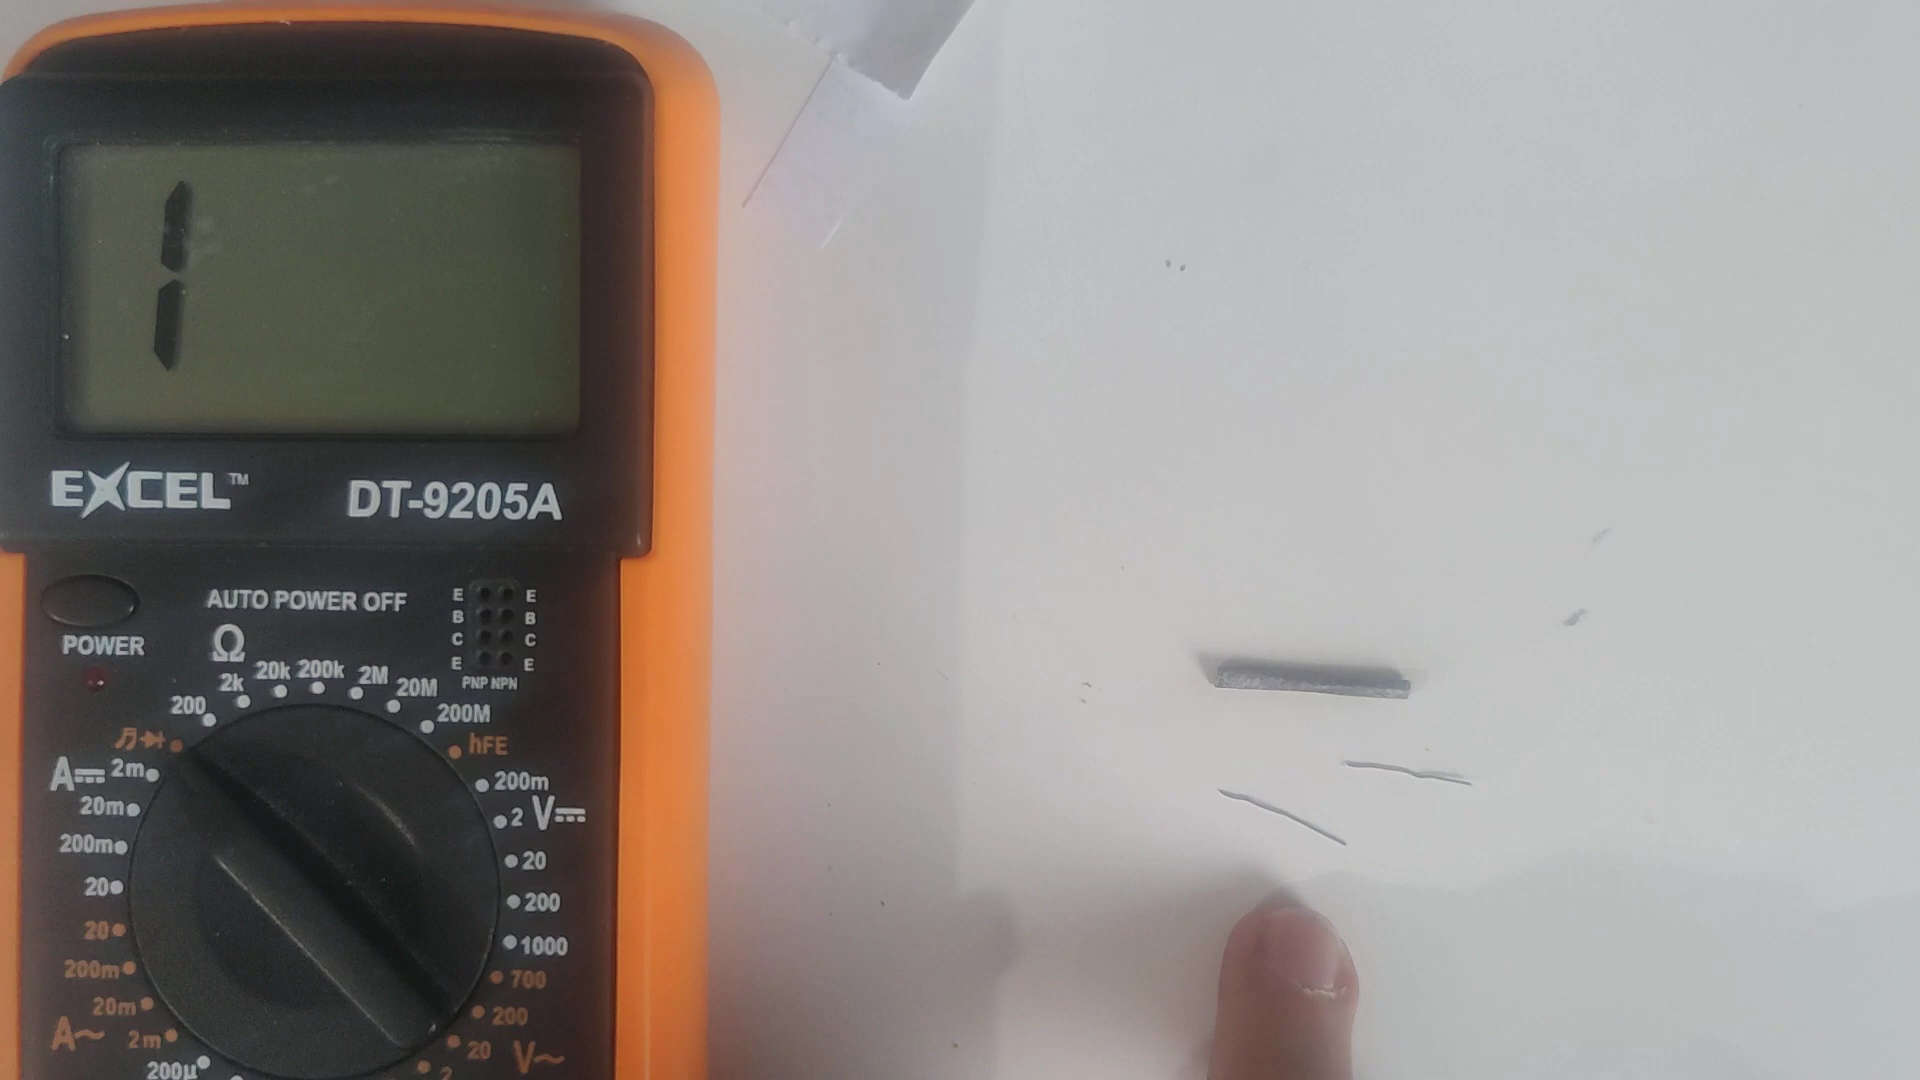 1
EXCEL™ DT-9205A
AUTO POWER OFF
POWER
E E
B B
C C
E E
PNP NPN
Ω
200 2k 20k 200k 2M 20M 200M
hFE
A⎓ 2m
20m
200m
20
20
200m
20m
A~ 2m
200µ
200m
2 V⎓
20
200
1000
700
200
20 V~
2